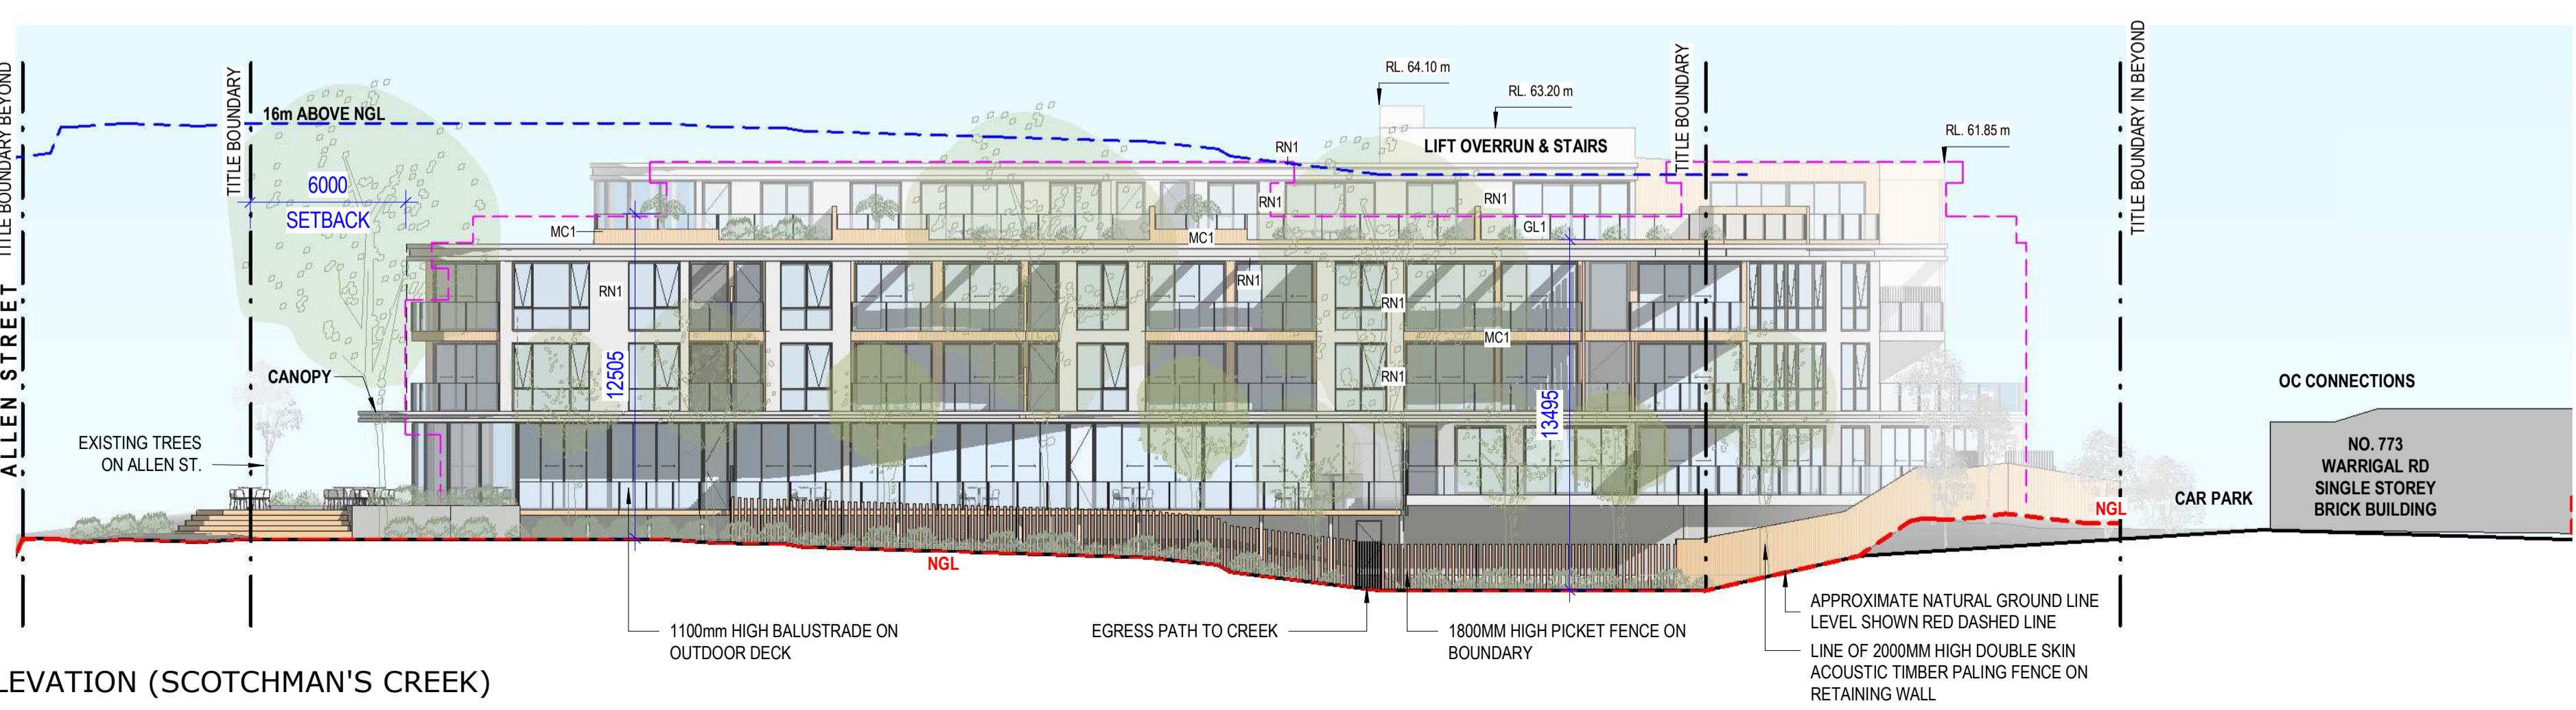 TITLE BOUNDARY BEYOND
ALLEN STREET
TITLE BOUNDARY
16m ABOVE NGL
6000
SETBACK
CANOPY
EXISTING TREES
ON ALLEN ST.
MC1
RN1
12505
1100mm HIGH BALUSTRADE ON
OUTDOOR DECK
NGL
MC1
RN1
RN1
RN1
RL. 64.10 m
RL. 63.20 m
LIFT OVERRUN & STAIRS
RN1
GL1
RN1
MC1
RN1
13495
EGRESS PATH TO CREEK
1800MM HIGH PICKET FENCE ON
BOUNDARY
TITLE BOUNDARY
RL. 61.85 m
TITLE BOUNDARY IN BEYOND
NGL
APPROXIMATE NATURAL GROUND LINE
LEVEL SHOWN RED DASHED LINE
LINE OF 2000MM HIGH DOUBLE SKIN
ACOUSTIC TIMBER PALING FENCE ON
RETAINING WALL
OC CONNECTIONS
CAR PARK
NO. 773
WARRIGAL RD
SINGLE STOREY
BRICK BUILDING
LEVATION (SCOTCHMAN'S CREEK)